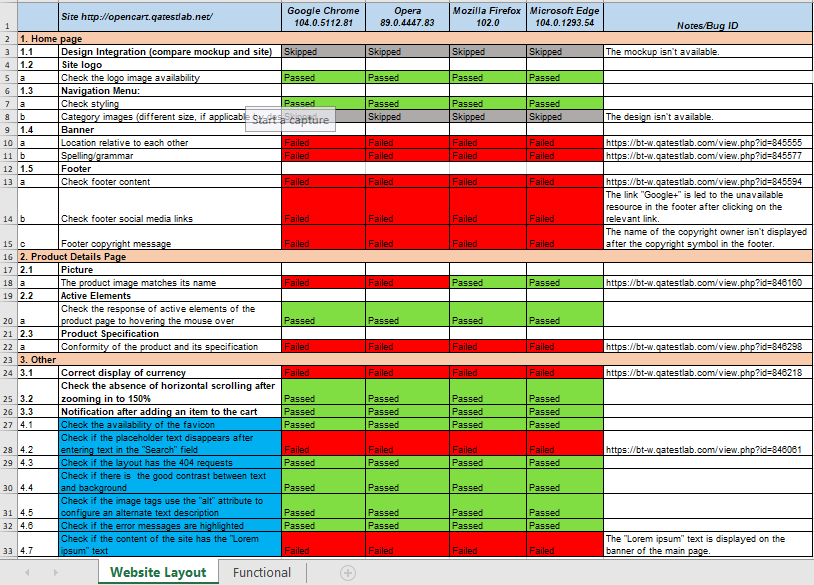 Site http://opencart.qatestlab.net/ Google Chrome 104.0.5112.81 Opera 89.0.4447.83 Mozilla Firefox 102.0 Microsoft Edge 104.0.1293.54 Notes/Bug ID
1
2 1. Home page
3 1.1 Design Integration (compare mockup and site) Skipped Skipped Skipped Skipped The mockup isn't available.
4 1.2 Site logo
5 a Check the logo image availability Passed Passed Passed Passed
6 1.3 Navigation Menu:
7 a Check styling Passed Passed Passed Passed
8 b Category images (different size, if applicable Skipped Skipped Skipped The design isn't available.
Start a capture
9 1.4 Banner
10 a Location relative to each other Failed Failed Failed Failed https://bt-w.qatestlab.com/view.php?id=845555
11 b Spelling/grammar Failed Failed Failed Failed https://bt-w.qatestlab.com/view.php?id=845577
12 1.5 Footer
13 a Check footer content Failed Failed Failed Failed https://bt-w.qatestlab.com/view.php?id=845594
The link "Google+" is led to the unavailable
resource in the footer after clicking on the
14 b Check footer social media links Failed Failed Failed Failed relevant link.
The name of the copyright owner isn't displayed
15 c Footer copyright message Failed Failed Failed Failed after the copyright symbol in the footer.
16 2. Product Details Page
17 2.1 Picture
18 a The product image matches its name Failed Failed Passed Passed https://bt-w.qatestlab.com/view.php?id=846160
19 2.2 Active Elements
Check the response of active elements of the
20 a product page to hovering the mouse over Passed Passed Passed Passed
21 2.3 Product Specification
22 a Conformity of the product and its specification Failed Failed Failed Failed https://bt-w.qatestlab.com/view.php?id=846298
23 3. Other
24 3.1 Correct display of currency Failed Failed Failed Failed https://bt-w.qatestlab.com/view.php?id=846218
Check the absence of horizontal scrolling after
25 3.2 zooming in to 150% Passed Passed Passed Passed
26 3.3 Notification after adding an item to the cart Passed Passed Passed Passed
27 4.1 Check the availability of the favicon Passed Passed Passed Passed
Check if the placeholder text disappears after
28 4.2 entering text in the "Search" field Failed Failed Failed Failed https://bt-w.qatestlab.com/view.php?id=846061
29 4.3 Check if the layout has the 404 requests Passed Passed Passed Passed
Check if there is the good contrast between text
30 4.4 and background Passed Passed Passed Passed
Check if the image tags use the "alt" attribute to
31 4.5 configure an alternate text description Passed Passed Passed Passed
32 4.6 Check if the error messages are highlighted Passed Passed Passed Passed
Check if the content of the site has the "Lorem The "Lorem ipsum" text is displayed on the
33 4.7 ipsum" text Failed Failed Failed Failed banner of the main page.
Website Layout Functional